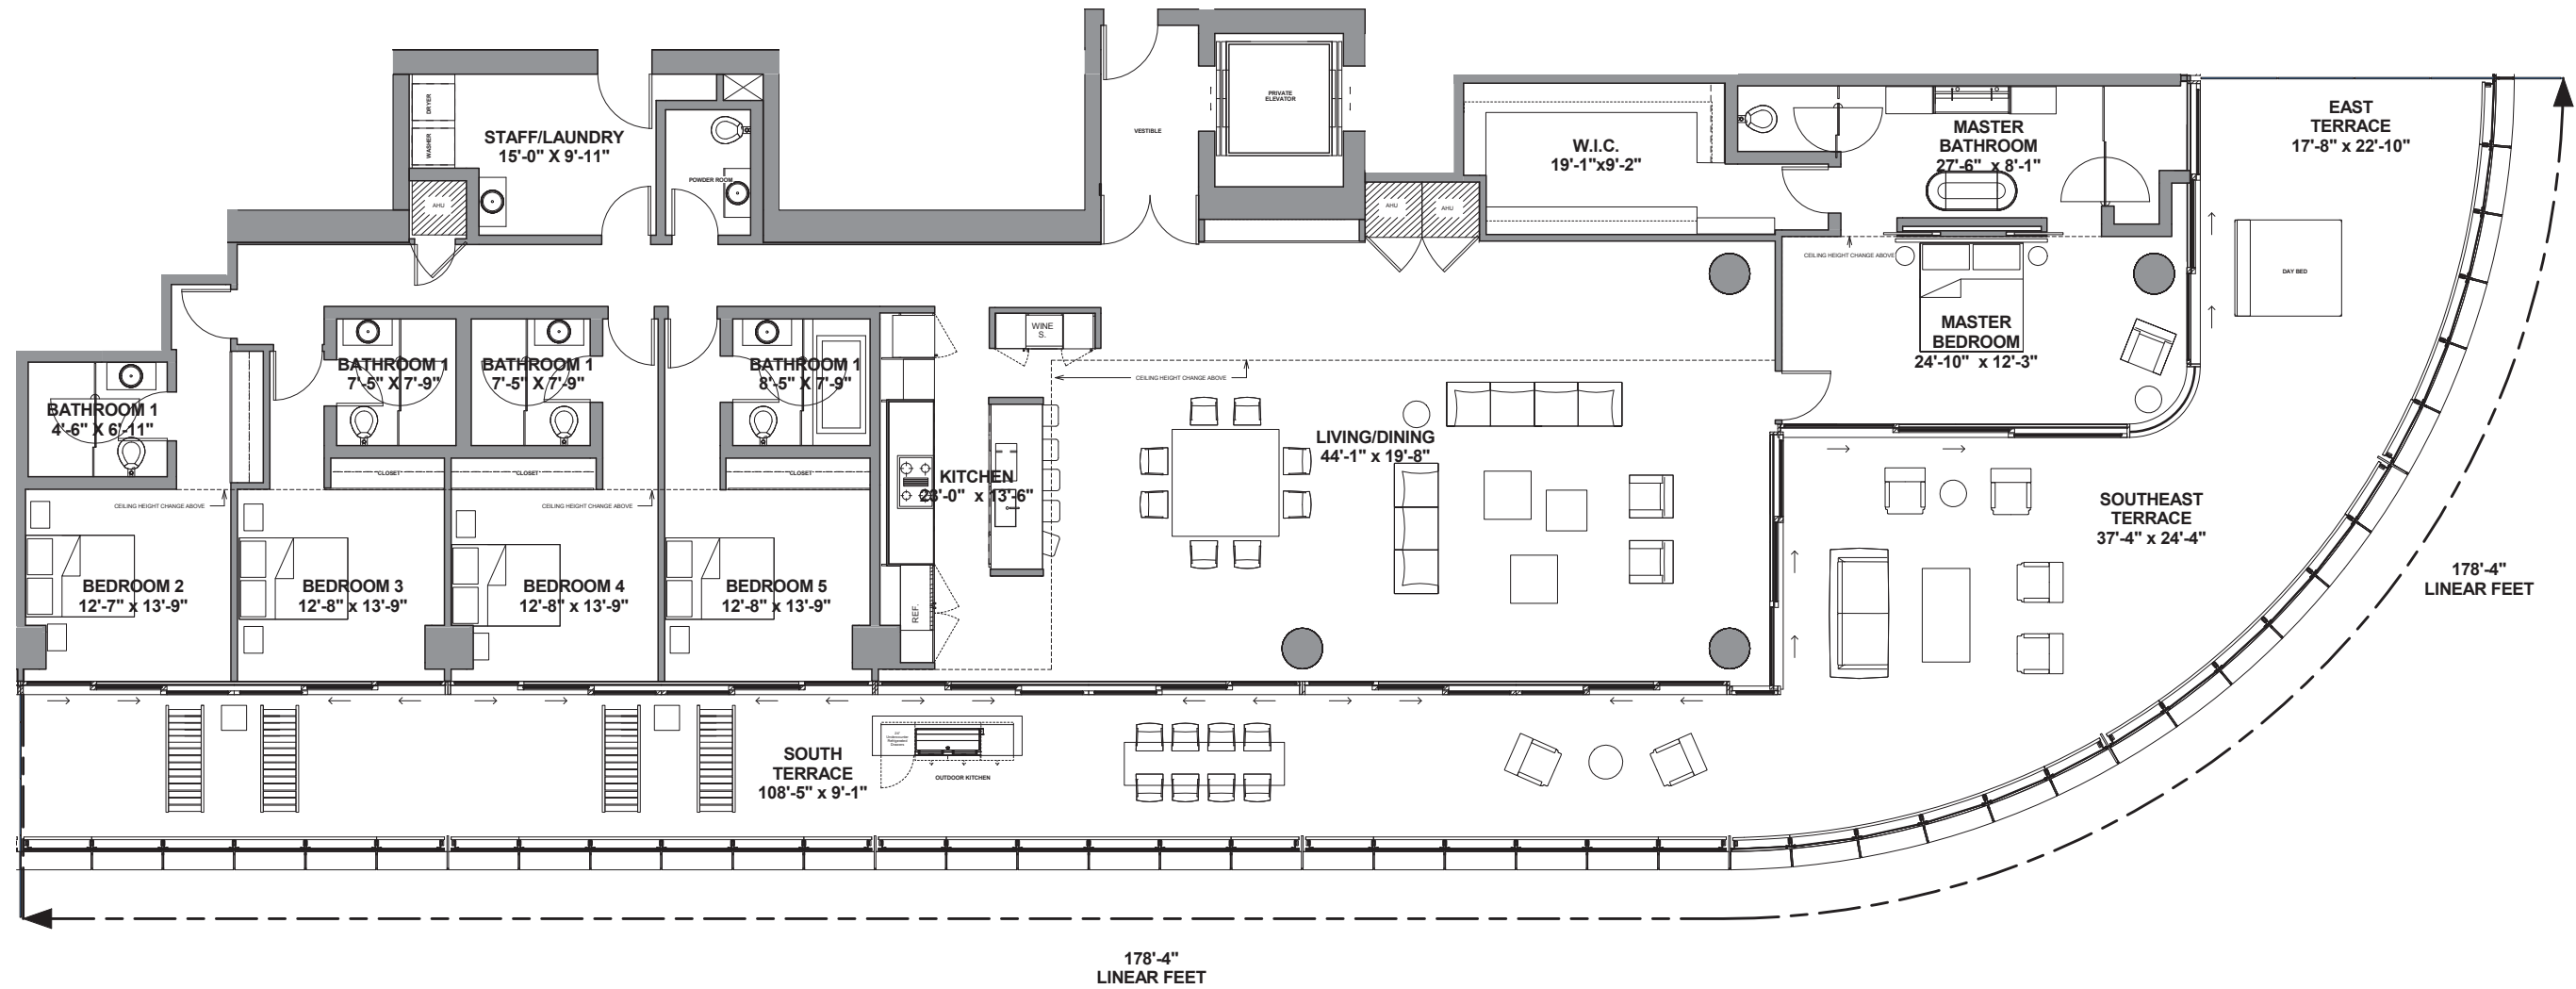 DRYER
WASHER
STAFF/LAUNDRY
15'-0" X 9'-11"
AHU
POWDER ROOM
VESTIBLE
PRIVATE
ELEVATOR
AHU
AHU
W.I.C.
19'-1"x9'-2"
MASTER
BATHROOM
27'-6" x 8'-1"
EAST
TERRACE
17'-8" x 22'-10"
DAY BED
CEILING HEIGHT CHANGE ABOVE
MASTER
BEDROOM
24'-10" x 12'-3"
BATHROOM 1
4'-6" X 6'-11"
BATHROOM 1
7'-5" X 7'-9"
BATHROOM 1
7'-5" X 7'-9"
BATHROOM 1
8'-5" X 7'-9"
WINE
S.
CEILING HEIGHT CHANGE ABOVE
CLOSET
CLOSET
CLOSET
KITCHEN
23'-0" x 13'-6"
LIVING/DINING
44'-1" x 19'-8"
SOUTHEAST
TERRACE
37'-4" x 24'-4"
CEILING HEIGHT CHANGE ABOVE
CEILING HEIGHT CHANGE ABOVE
BEDROOM 2
12'-7" x 13'-9"
BEDROOM 3
12'-8" x 13'-9"
BEDROOM 4
12'-8" x 13'-9"
BEDROOM 5
12'-8" x 13'-9"
REF.
178'-4"
LINEAR FEET
SOUTH
TERRACE
108'-5" x 9'-1"
Undercounter
Refrigerated
Drawers
OUTDOOR KITCHEN
178'-4"
LINEAR FEET